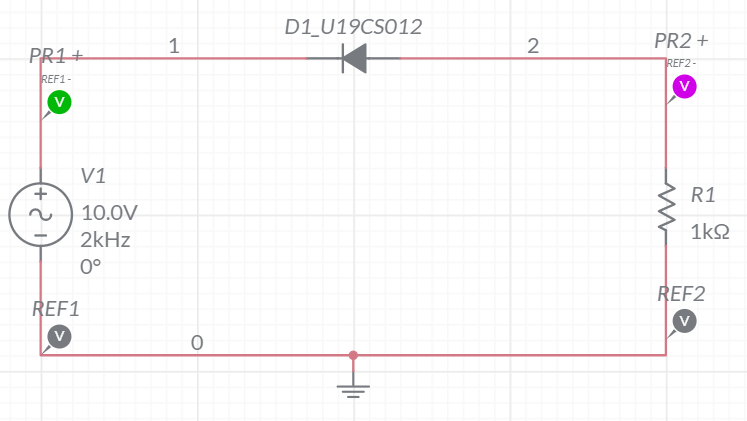 D1_U19CS012
PR1 +
1
2
PR2 +
REF1 -
REF2 -
V
V
V1
10.0V
2kHz
0°
R1
1kΩ
REF1
REF2
V
V
0